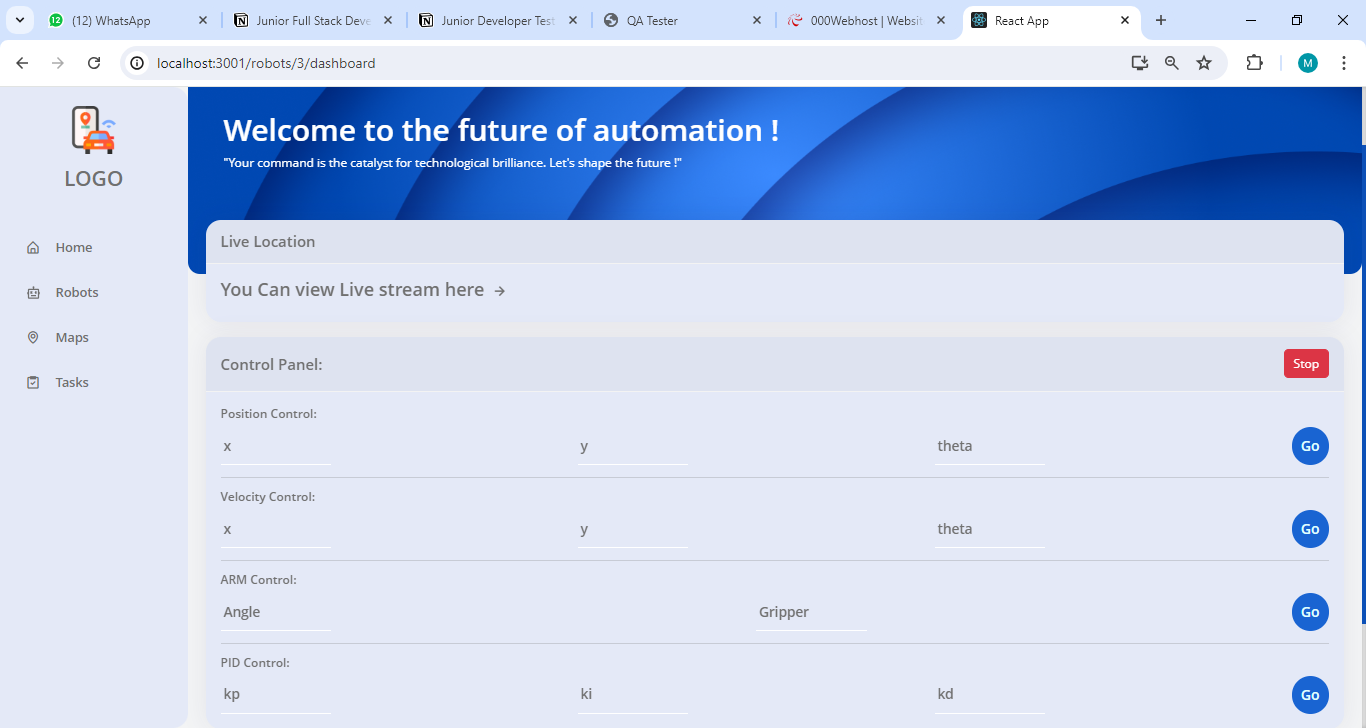 (12) WhatsApp
Junior Full Stack Deve
Junior Developer Test
QA Tester
000Webhost | Websit
React App
localhost:3001/robots/3/dashboard
M
LOGO
Home
Robots
Maps
Tasks
Welcome to the future of automation !
"Your command is the catalyst for technological brilliance. Let's shape the future !"
Live Location
You Can view Live stream here →
Control Panel:
Stop
Position Control:
x y theta Go
Velocity Control:
x y theta Go
ARM Control:
Angle Gripper Go
PID Control:
kp ki kd Go